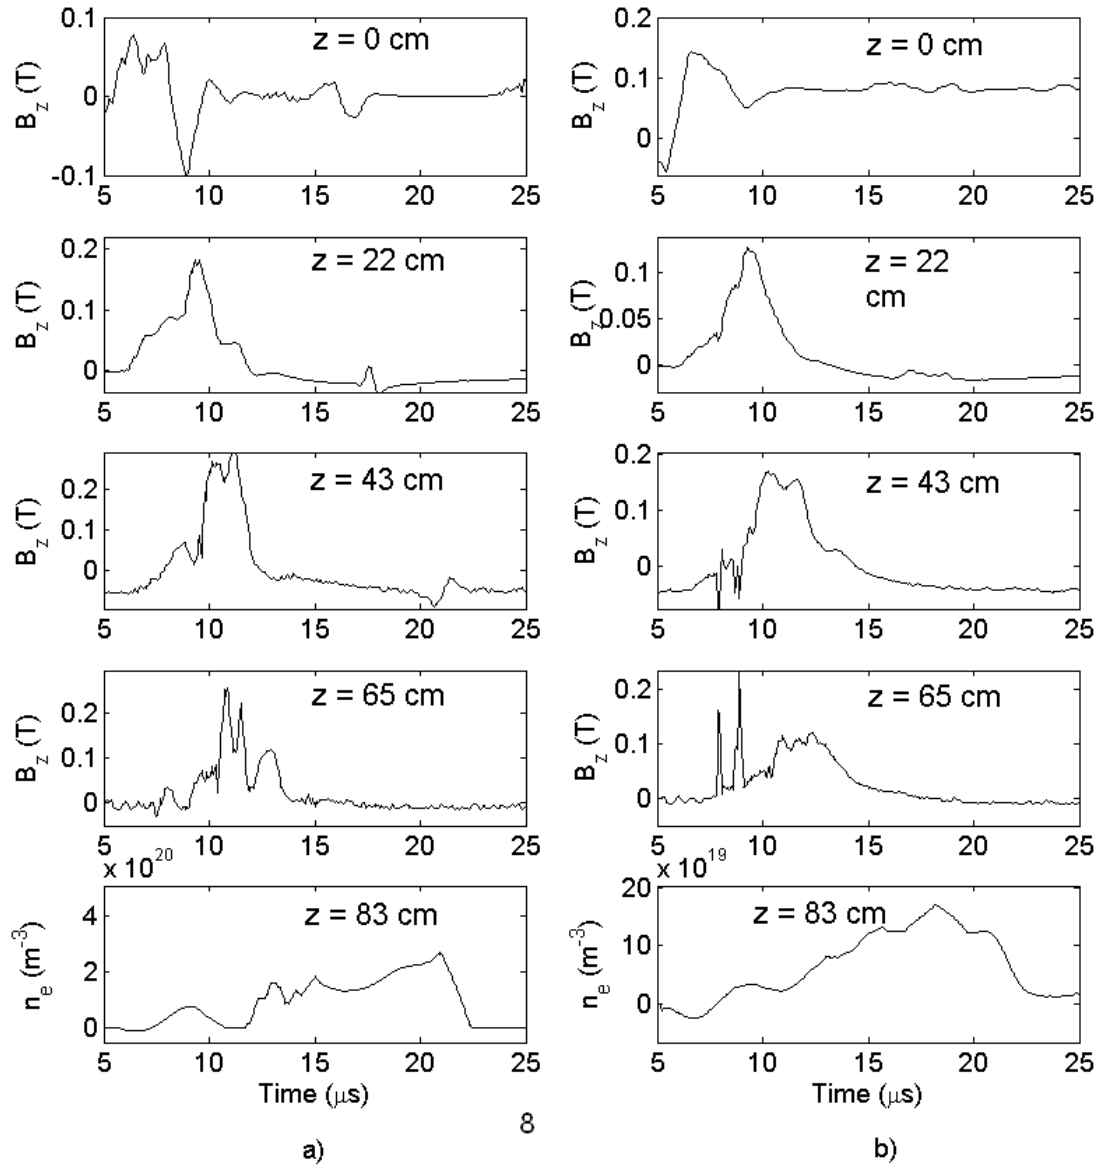 0.1
0
-0.1
B_z (T)
z = 0 cm
5 10 15 20 25
0.2
0.1
0
B_z (T)
z = 0 cm
5 10 15 20 25
0.2
0.1
0
B_z (T)
z = 22 cm
5 10 15 20 25
0.1
0.05
0
B_z (T)
z = 22
cm
5 10 15 20 25
0.2
0.1
0
B_z (T)
z = 43 cm
5 10 15 20 25
0.2
0.1
0
B_z (T)
z = 43 cm
5 10 15 20 25
0.2
0.1
0
B_z (T)
z = 65 cm
5 10 15 20 25
0.2
0.1
0
B_z (T)
z = 65 cm
5 10 15 20 25
x 10^20
4
2
0
n_e (m^-3)
z = 83 cm
5 10 15 20 25
Time (μs)
x 10^19
20
10
0
n_e (m^-3)
z = 83 cm
5 10 15 20 25
Time (μs)
8
a)
b)